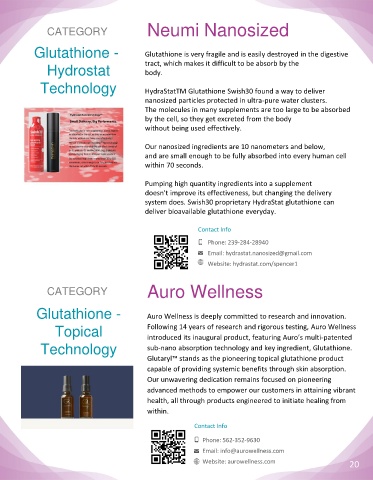 CATEGORY
Neumi Nanosized
Glutathione -
Hydrostat
Technology
Glutathione is very fragile and is easily destroyed in the digestive
tract, which makes it difficult to be absorb by the
body.
HydraStatTM Glutathione Swish30 found a way to deliver
nanosized particles protected in ultra-pure water clusters.
The molecules in many supplements are too large to be absorbed
by the cell, so they get excreted from the body
without being used effectively.
Our nanosized ingredients are 10 nanometers and below,
and are small enough to be fully absorbed into every human cell
within 70 seconds.
Pumping high quantity ingredients into a supplement
doesn't improve its effectiveness, but changing the delivery
system does. Swish30 proprietary HydraStat glutathione can
deliver bioavailable glutathione everyday.
Contact Info
Phone: 239-284-28940
Email: hydrastat.nanosized@gmail.com
Website: hydrastat.com/spencer1
CATEGORY
Auro Wellness
Glutathione -
Topical
Technology
Auro Wellness is deeply committed to research and innovation.
Following 14 years of research and rigorous testing, Auro Wellness
introduced its inaugural product, featuring Auro's multi-patented
sub-nano absorption technology and key ingredient, Glutathione.
Glutaryl™ stands as the pioneering topical glutathione product
capable of providing systemic benefits through skin absorption.
Our unwavering dedication remains focused on pioneering
advanced methods to empower our customers in attaining vibrant
health, all through products engineered to initiate healing from
within.
Contact Info
Phone: 562-352-9630
Email: info@aurowellness.com
Website: aurowellness.com
20